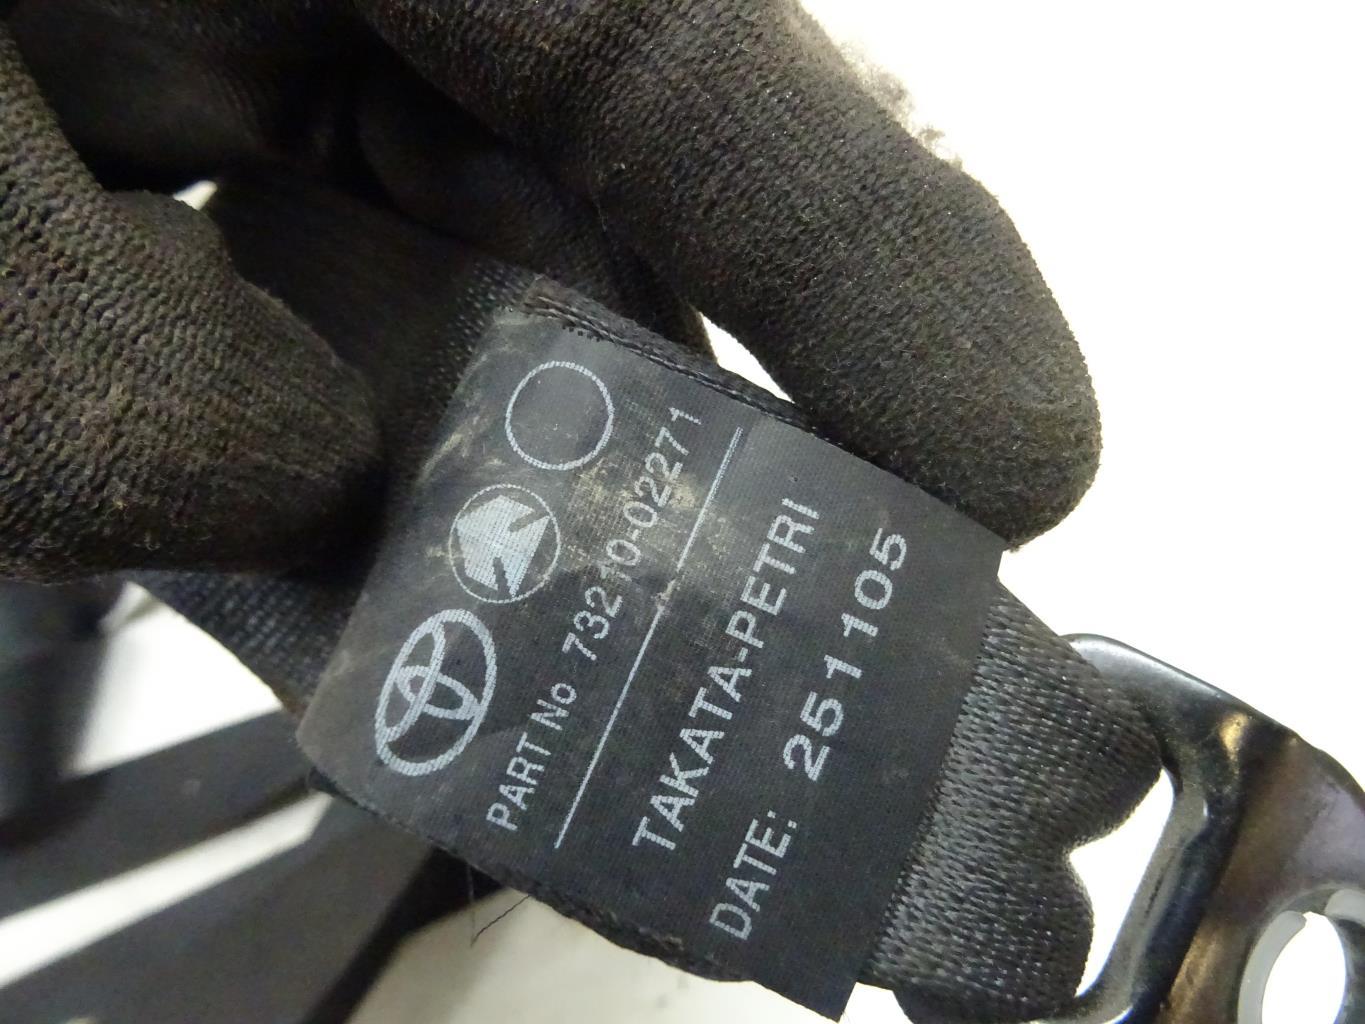 PART No 73210-02271
TAKATA-PETRI
DATE: 251105